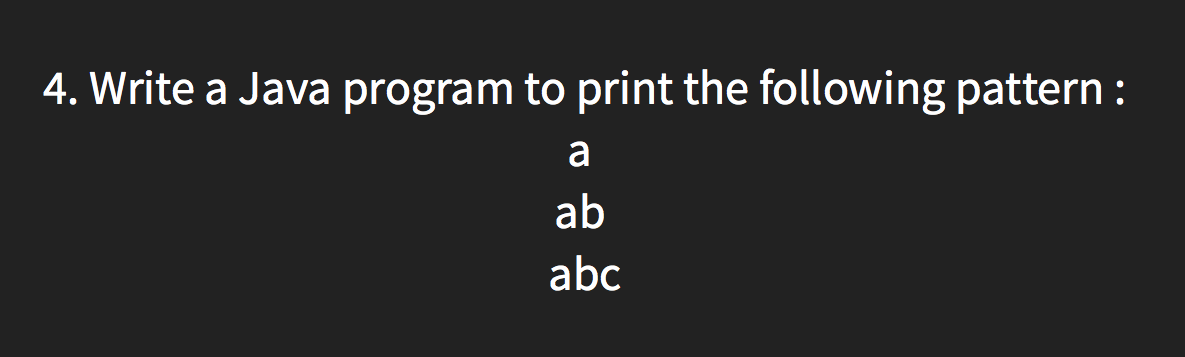 4. Write a Java program to print the following pattern :
a
ab
abc